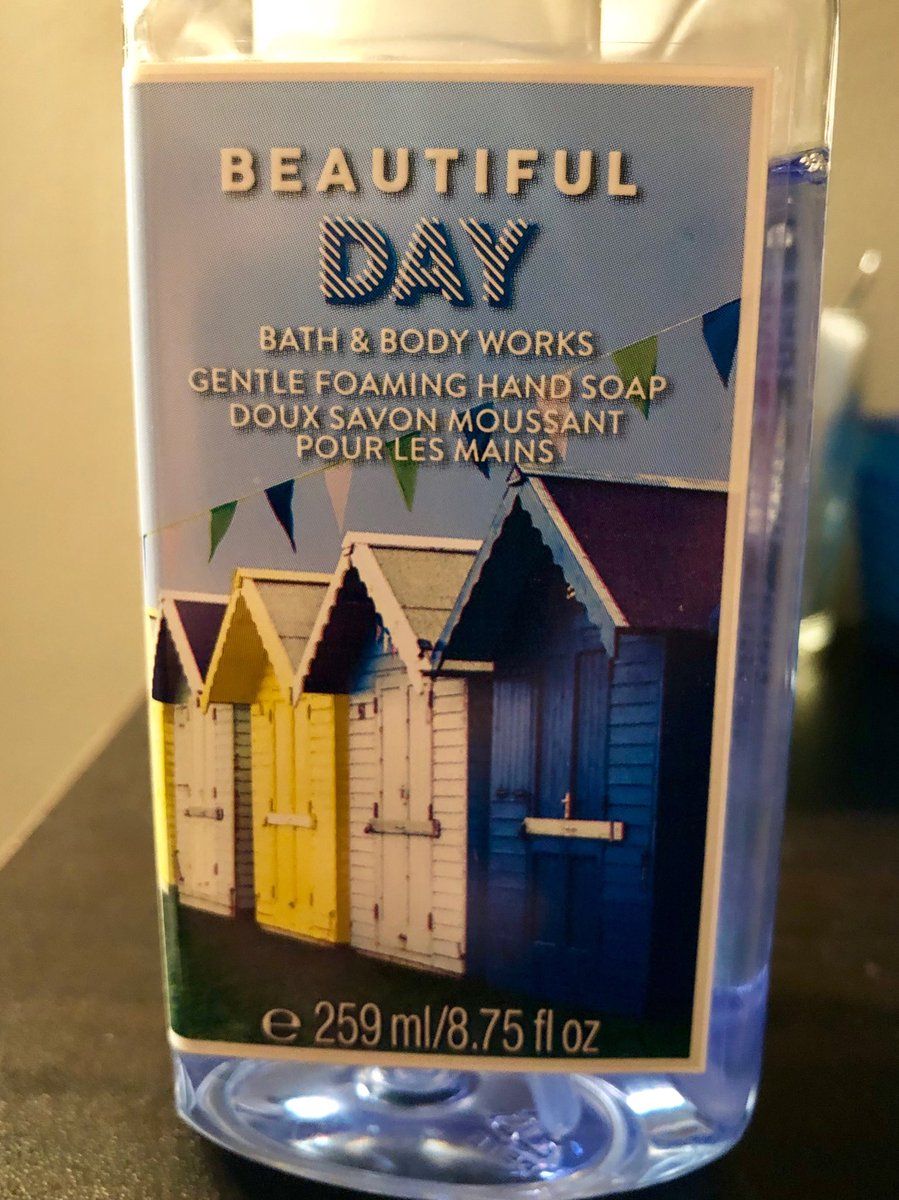 BEAUTIFUL
DAY
BATH & BODY WORKS
GENTLE FOAMING HAND SOAP
DOUX SAVON MOUSSANT
POUR LES MAINS
℮ 259 ml/8.75 fl oz